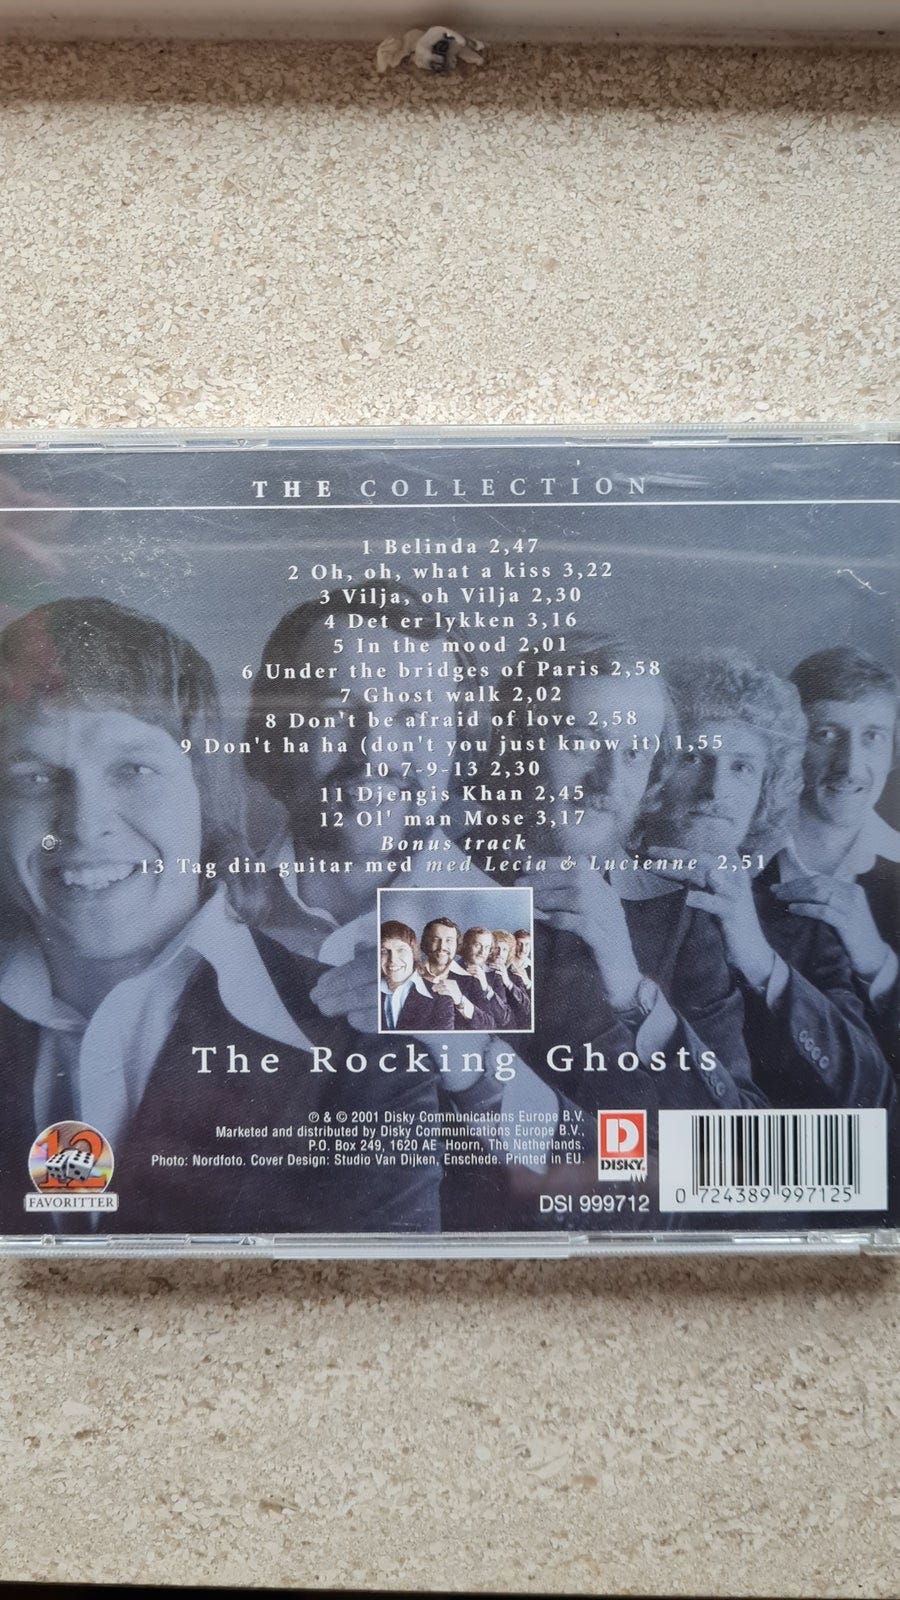 THE COLLECTION
1 Belinda 2,47
2 Oh, oh, what a kiss 3,22
3 Vilja, oh Vilja 2,30
4 Det er lykken 3,16
5 In the mood 2,01
6 Under the bridges of Paris 2,58
7 Ghost walk 2,02
8 Don't be afraid of love 2,58
9 Don't ha ha (don't you just know it) 1,55
10 7-9-13 2,30
11 Djengis Khan 2,45
12 Ol' man Mose 3,17
Bonus track
13 Tag din guitar med med Lecia & Lucienne 2,51
The Rocking Ghosts
℗ & © 2001 Disky Communications Europe B.V.
Marketed and distributed by Disky Communications Europe B.V.,
P.O. Box 249, 1620 AE Hoorn, The Netherlands.
Photo: Nordfoto. Cover Design: Studio Van Dijken, Enschede. Printed in EU.
12
FAVORITTER
D
DISKY
DSI 999712
0 724389 997125